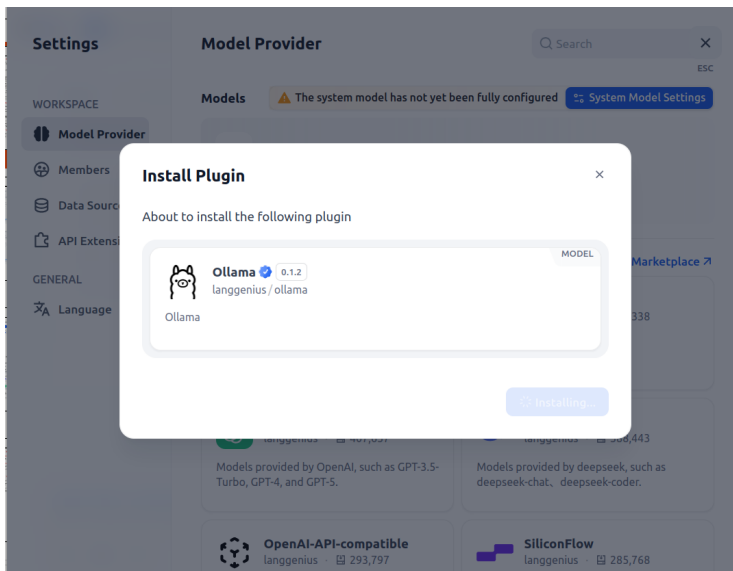 Settings
Model Provider
Search
ESC
WORKSPACE
Models
The system model has not yet been fully configured
System Model Settings
Model Provider
Members
Data Sourc
API Extensi
GENERAL
Language
Install Plugin
About to install the following plugin
MODEL
Ollama 0.1.2
langgenius / ollama
Ollama
Installing...
Marketplace
338
langgenius
,443
Models provided by OpenAI, such as GPT-3.5-
Turbo, GPT-4, and GPT-5.
Models provided by deepseek, such as
deepseek-chat、deepseek-coder.
OpenAI-API-compatible
langgenius · 293,797
SiliconFlow
langgenius · 285,768